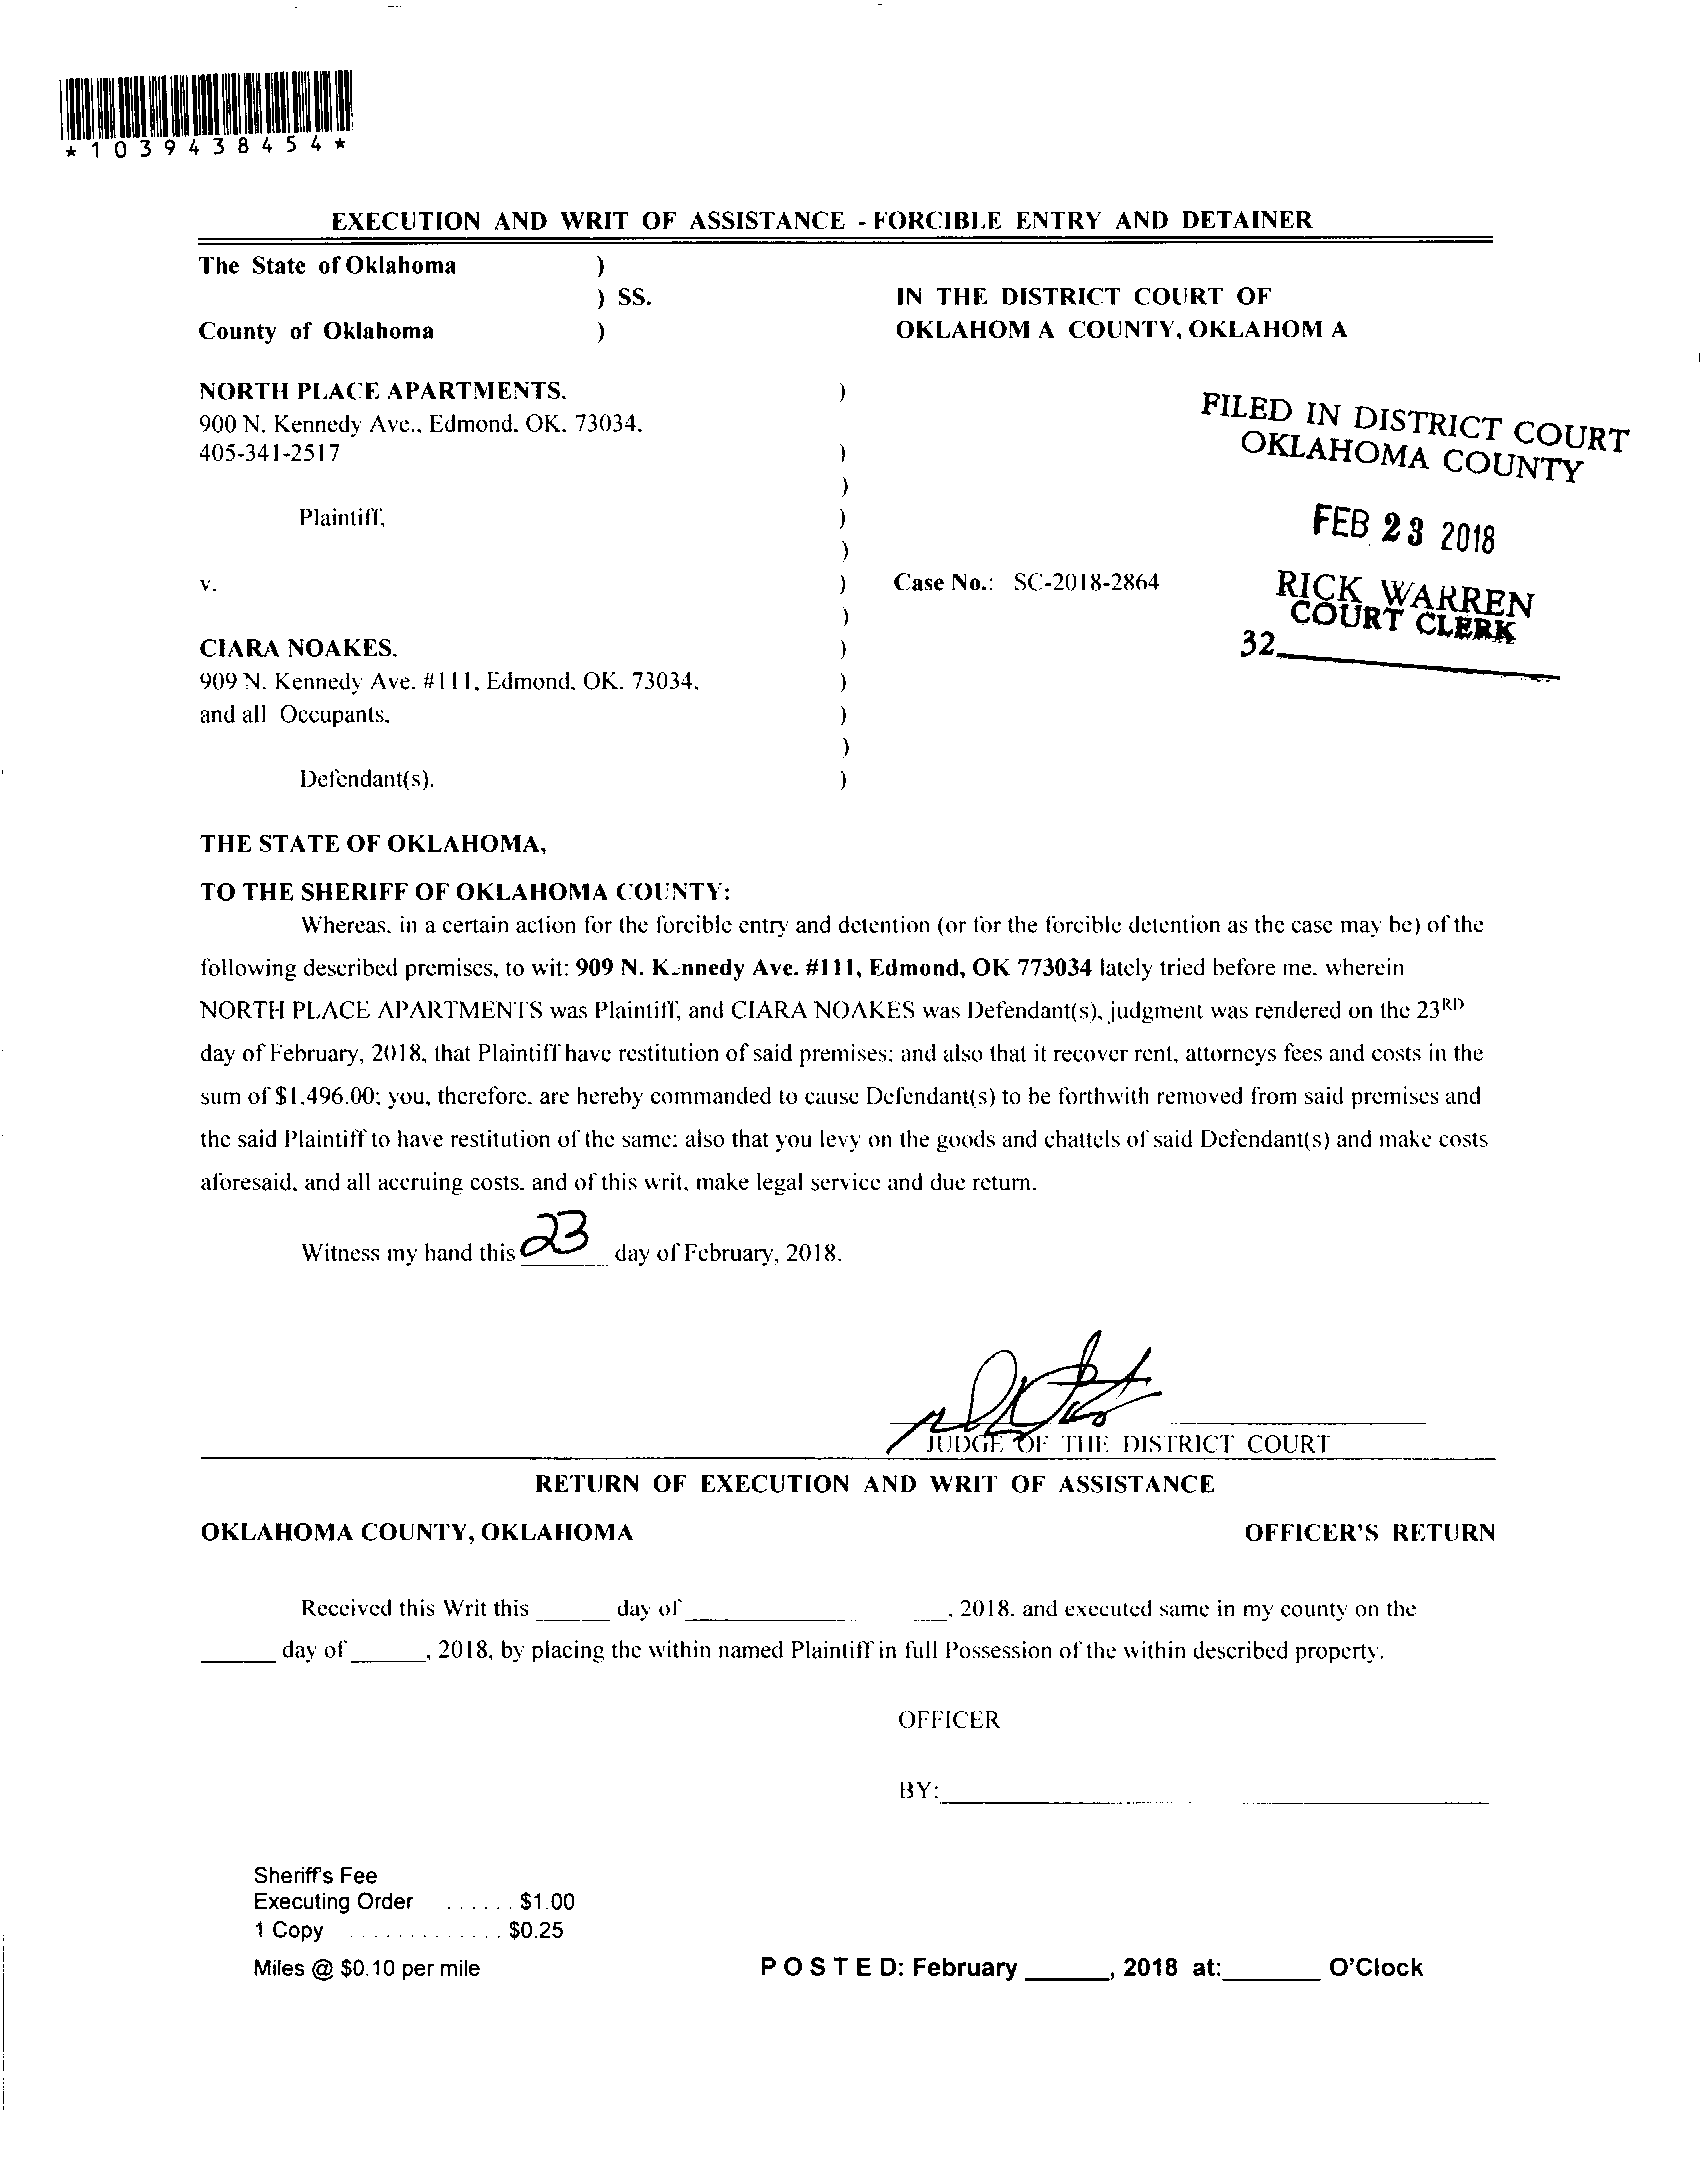 *1039438454*
EXECUTION AND WRIT OF ASSISTANCE - FORCIBLE ENTRY AND DETAINER
The State of Oklahoma )
) SS. IN THE DISTRICT COURT OF
County of Oklahoma ) OKLAHOM A COUNTY, OKLAHOM A
NORTH PLACE APARTMENTS, )
900 N. Kennedy Ave., Edmond, OK, 73034,
405-341-2517 )
)
Plaintiff, )
)
v. ) Case No.: SC-2018-2864
)
CIARA NOAKES, )
909 N. Kennedy Ave. #111, Edmond, OK. 73034, )
and all Occupants, )
)
Defendant(s). )
FILED IN DISTRICT COURT
OKLAHOMA COUNTY
FEB 23 2018
RICK WARREN
COURT CLERK
32
THE STATE OF OKLAHOMA,
TO THE SHERIFF OF OKLAHOMA COUNTY:
Whereas, in a certain action for the forcible entry and detention (or for the forcible detention as the case may be) of the
following described premises, to wit: 909 N. Kennedy Ave. #111, Edmond, OK 773034 lately tried before me, wherein
NORTH PLACE APARTMENTS was Plaintiff, and CIARA NOAKES was Defendant(s), judgment was rendered on the 23RD
day of February, 2018, that Plaintiff have restitution of said premises; and also that it recover rent, attorneys fees and costs in the
sum of $1,496.00; you, therefore, are hereby commanded to cause Defendant(s) to be forthwith removed from said premises and
the said Plaintiff to have restitution of the same; also that you levy on the goods and chattels of said Defendant(s) and make costs
aforesaid, and all accruing costs, and of this writ, make legal service and due return.
Witness my hand this 23 day of February, 2018.
JUDGE OF THE DISTRICT COURT
RETURN OF EXECUTION AND WRIT OF ASSISTANCE
OKLAHOMA COUNTY, OKLAHOMA OFFICER'S RETURN
Received this Writ this ______ day of ______________ ___, 2018, and executed same in my county on the
______ day of ______, 2018, by placing the within named Plaintiff in full Possession of the within described property.
OFFICER
BY:____________________
Sheriff's Fee
Executing Order ...... $1.00
1 Copy ............. $0.25
Miles @ $0.10 per mile POSTED: February ______, 2018 at:_______ O'Clock